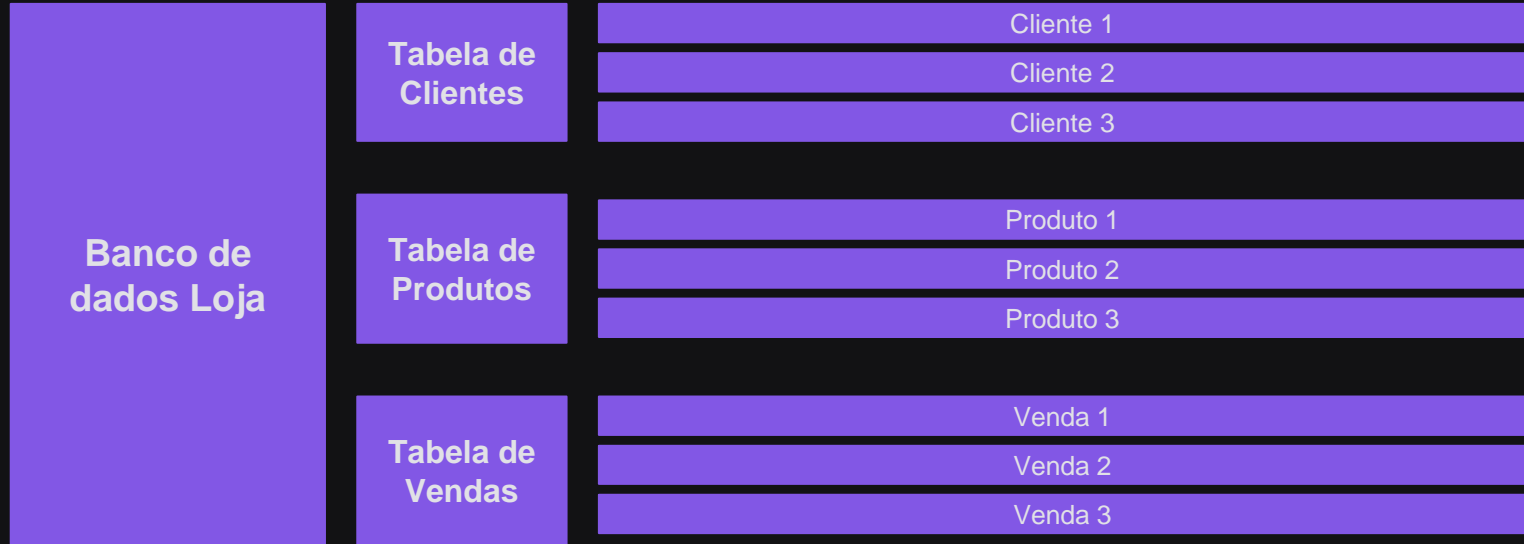 Banco de
dados Loja
Tabela de
Clientes
Cliente 1
Cliente 2
Cliente 3
Tabela de
Produtos
Produto 1
Produto 2
Produto 3
Tabela de
Vendas
Venda 1
Venda 2
Venda 3